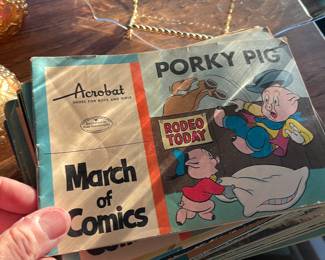 PORKY PIG
Acrobat
SHOES FOR BOYS AND GIRLS
RODEO
TODAY
March
of
Comics